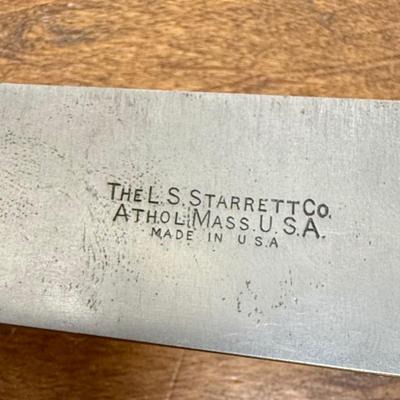 THE L.S. STARRETT CO.
ATHOL, MASS. U.S.A.
MADE IN U.S.A